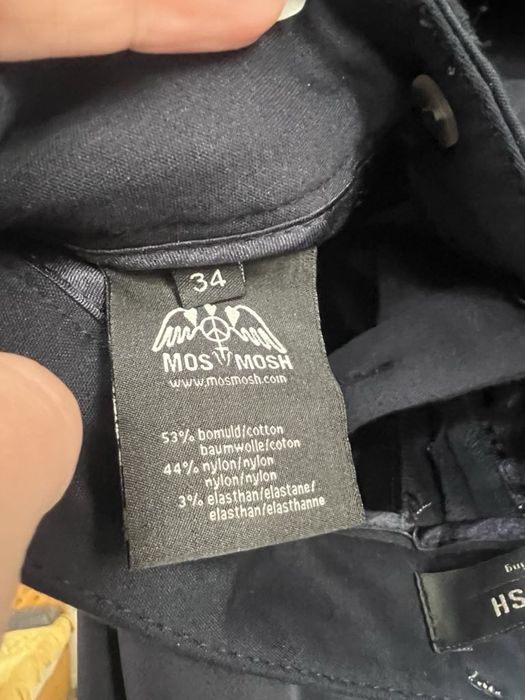 34
MOS MOSH
www.mosmosh.com
53% bomuld/cotton
baumwolle/coton
44% nylon/nylon
nylon/nylon
3% elasthan/elastane/
elasthan/elasthanne
SH